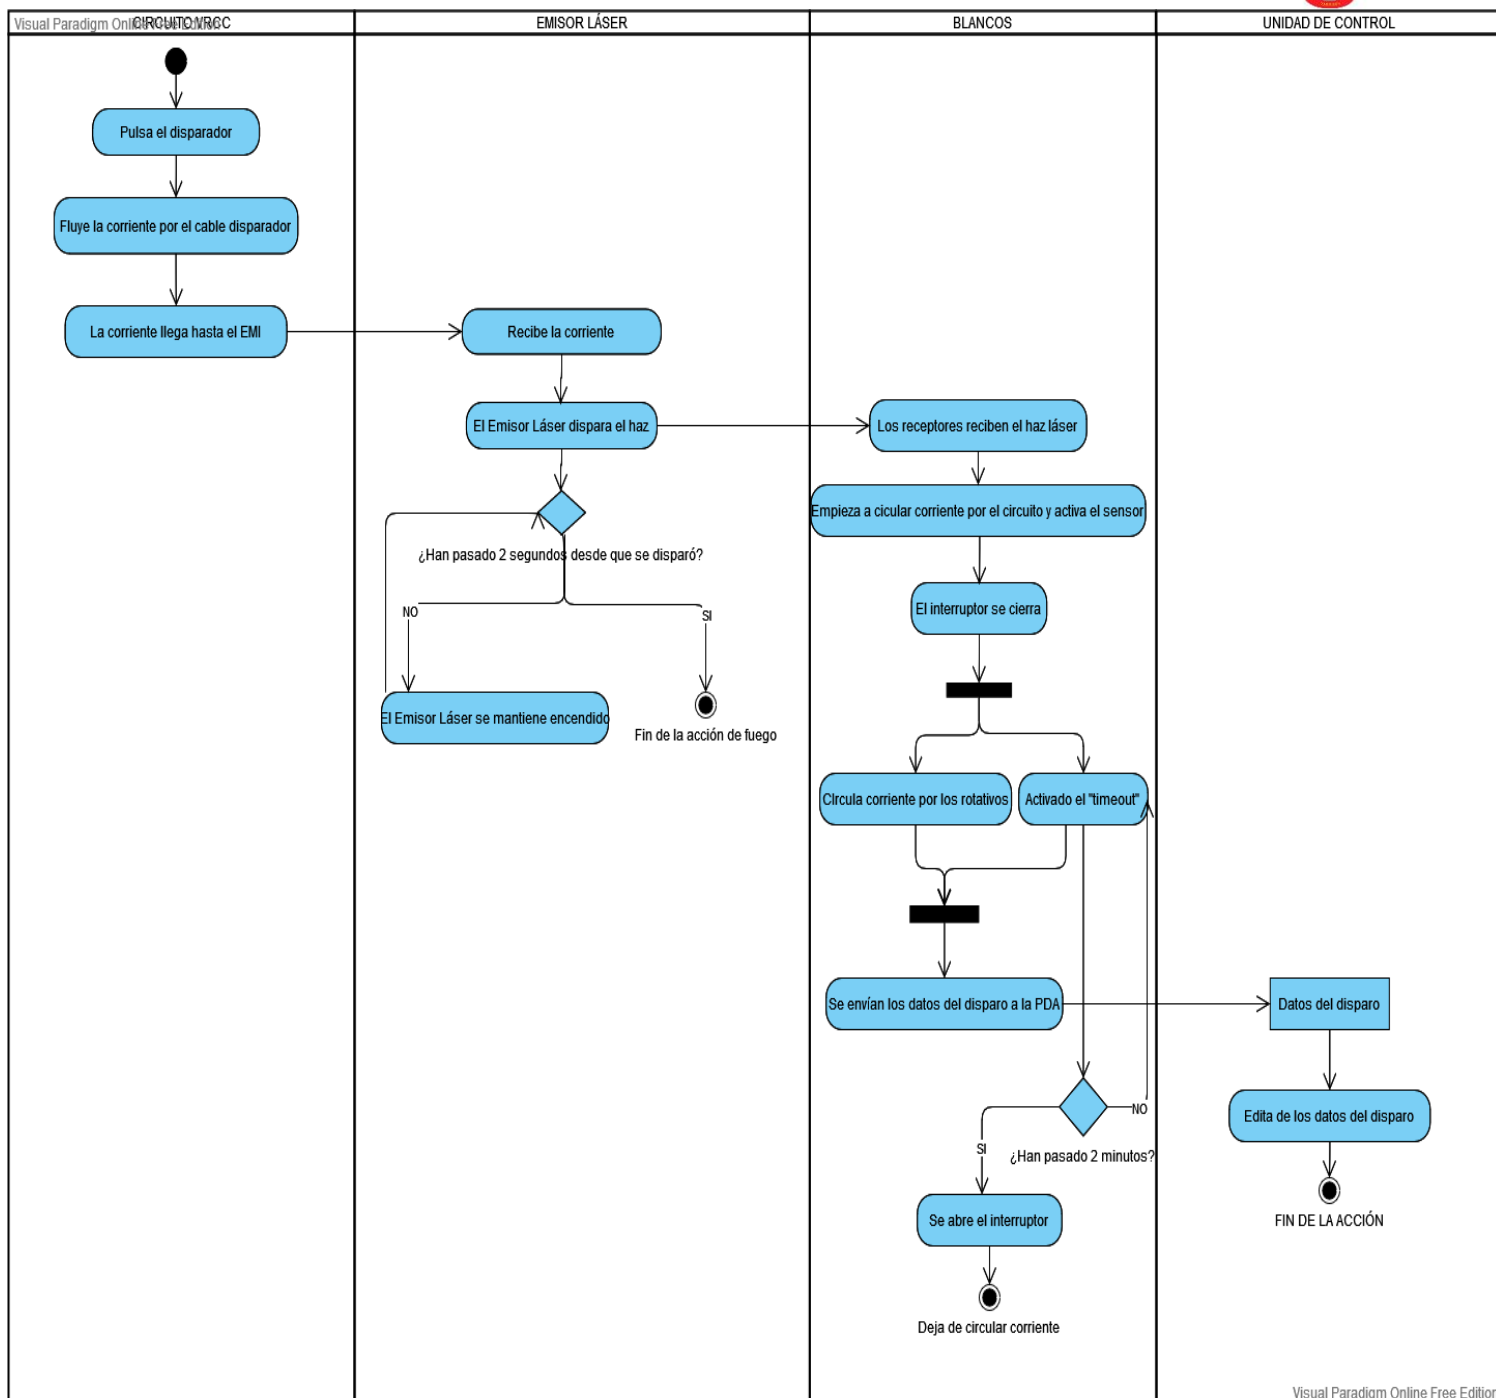 Visual Paradigm Online Free Edition
CIRCUITO VRCC
EMISOR LÁSER
BLANCOS
UNIDAD DE CONTROL
Pulsa el disparador
Fluye la corriente por el cable disparador
La corriente llega hasta el EMI
Recibe la corriente
El Emisor Láser dispara el haz
¿Han pasado 2 segundos desde que se disparó?
NO
SI
El Emisor Láser se mantiene encendido
Fin de la acción de fuego
Los receptores reciben el haz láser
Empieza a cicular corriente por el circuito y activa el sensor
El interruptor se cierra
CIrcula corriente por los rotativos
Activado el "timeout"
Se envían los datos del disparo a la PDA
NO
SI
¿Han pasado 2 minutos?
Se abre el interruptor
Deja de circular corriente
Datos del disparo
Edita de los datos del disparo
FIN DE LA ACCIÓN
Visual Paradigm Online Free Edition